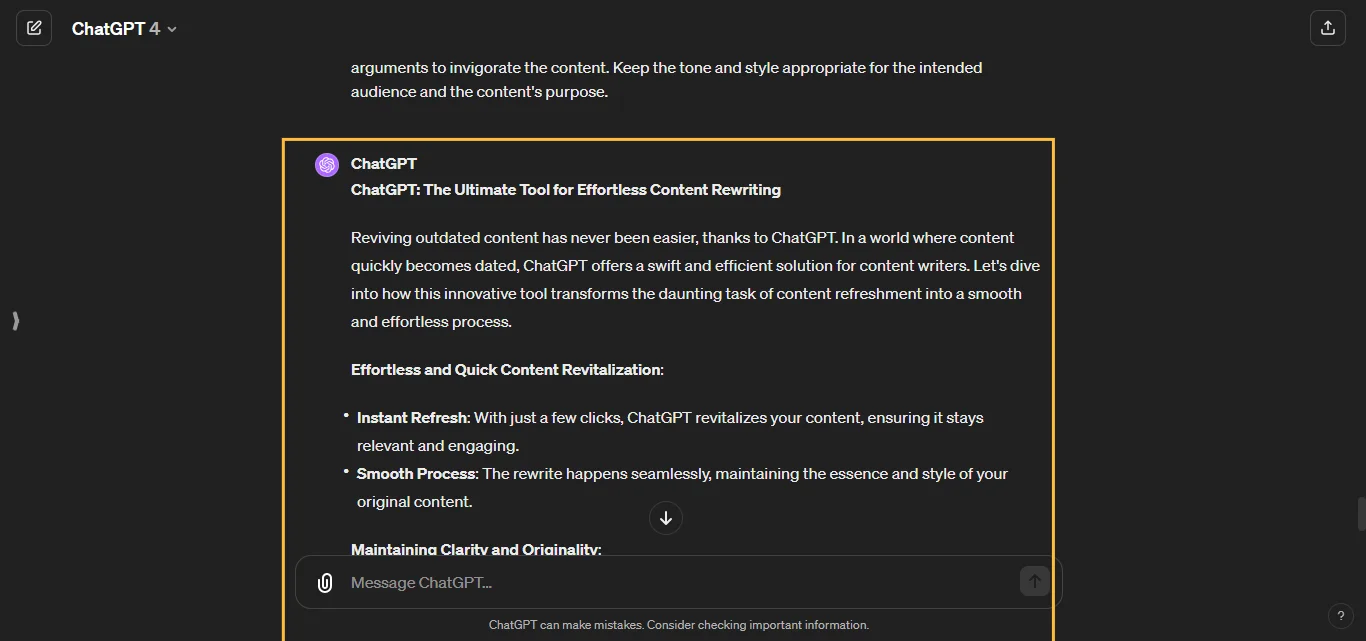 ChatGPT 4
arguments to invigorate the content. Keep the tone and style appropriate for the intended
audience and the content's purpose.
ChatGPT
ChatGPT: The Ultimate Tool for Effortless Content Rewriting
Reviving outdated content has never been easier, thanks to ChatGPT. In a world where content
quickly becomes dated, ChatGPT offers a swift and efficient solution for content writers. Let's dive
into how this innovative tool transforms the daunting task of content refreshment into a smooth
and effortless process.
Effortless and Quick Content Revitalization:
• Instant Refresh: With just a few clicks, ChatGPT revitalizes your content, ensuring it stays
relevant and engaging.
• Smooth Process: The rewrite happens seamlessly, maintaining the essence and style of your
original content.
Maintaining Clarity and Originality:
Message ChatGPT...
ChatGPT can make mistakes. Consider checking important information.
?